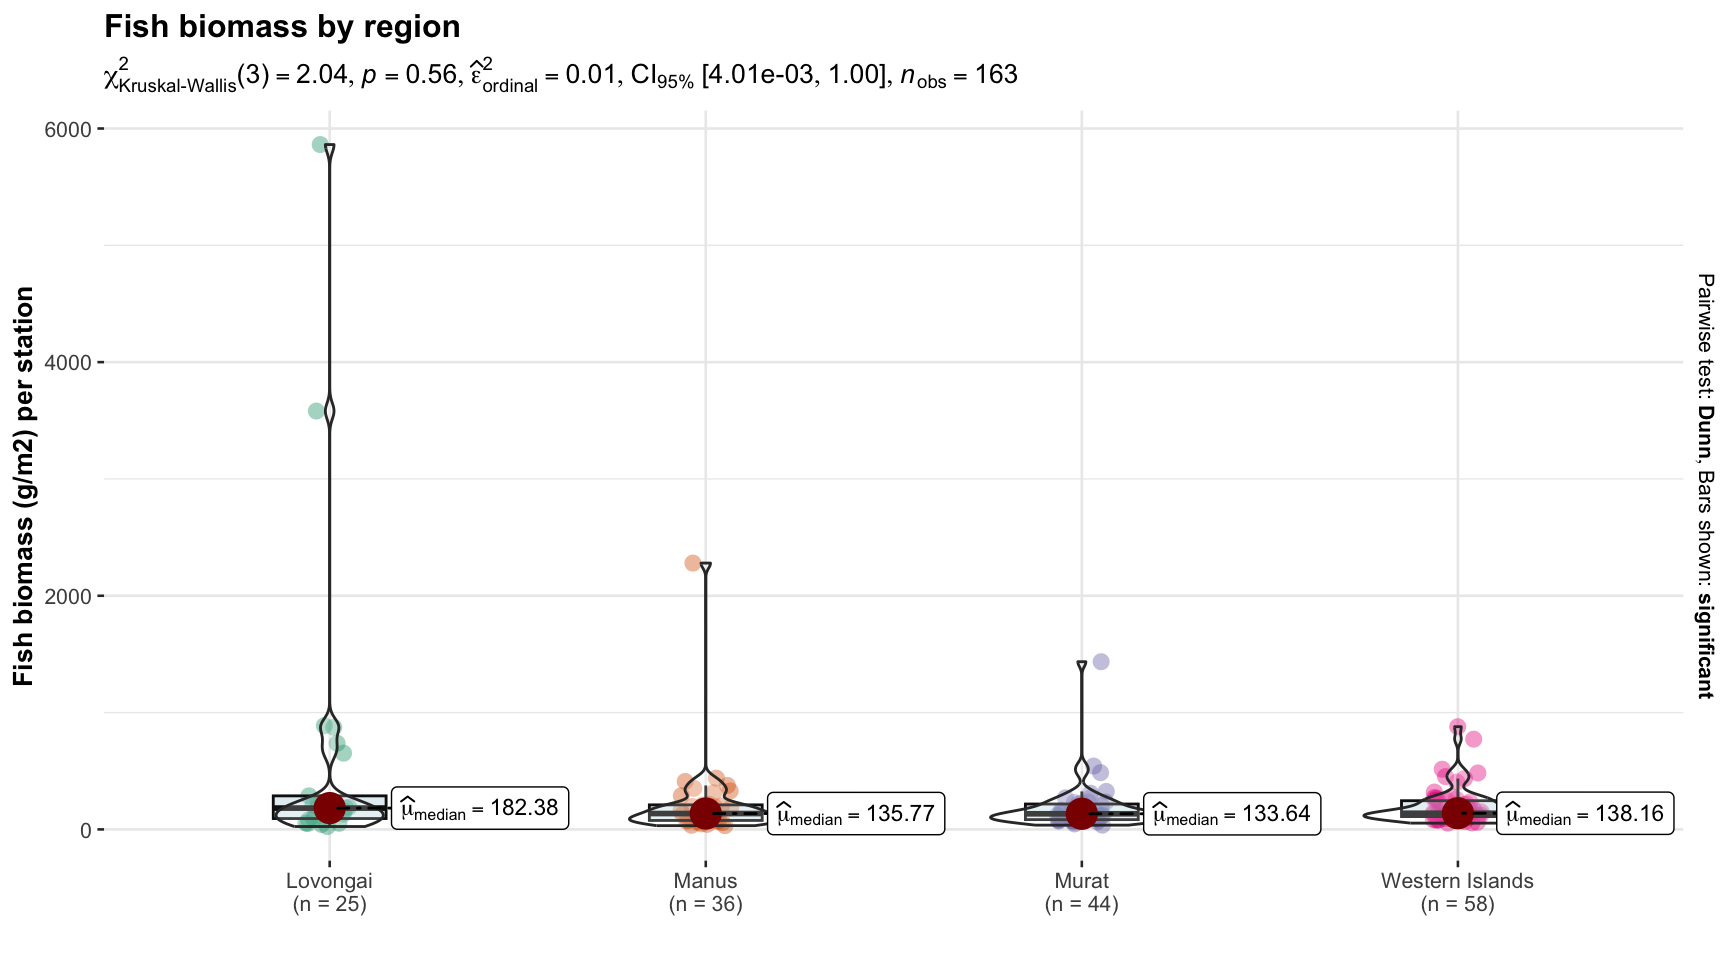 Fish biomass by region
χ²Kruskal-Wallis(3) = 2.04, p = 0.56, ε̂²ordinal = 0.01, CI95% [4.01e-03, 1.00], nobs = 163
Fish biomass (g/m2) per station
6000
4000
2000
0
μ̂median = 182.38
μ̂median = 135.77
μ̂median = 133.64
μ̂median = 138.16
Pairwise test: Dunn, Bars shown: significant
Lovongai
(n = 25)
Manus
(n = 36)
Murat
(n = 44)
Western Islands
(n = 58)